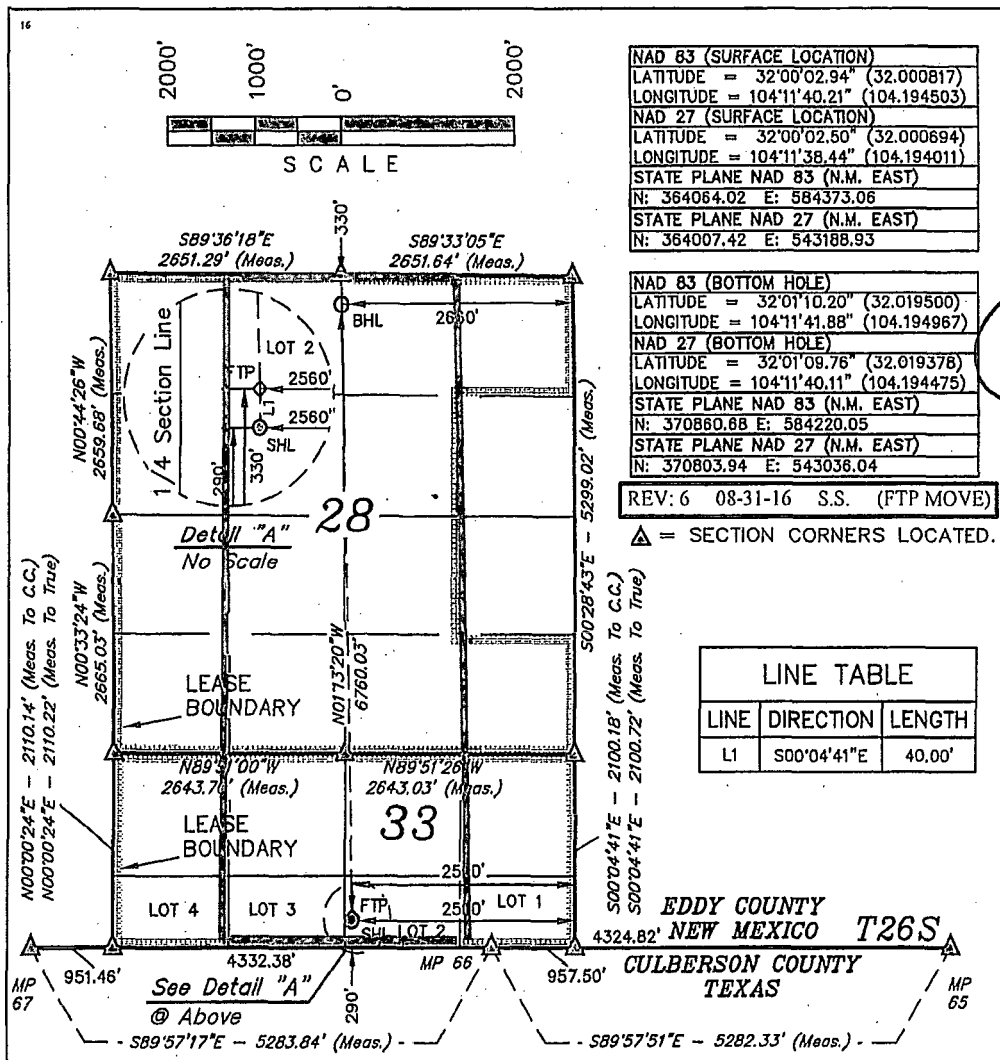 16
2000'
1000'
0'
2000'
SCALE
NAD 83 (SURFACE LOCATION)
LATITUDE = 32°00'02.94" (32.000817)
LONGITUDE = 104°11'40.21" (104.194503)
NAD 27 (SURFACE LOCATION)
LATITUDE = 32°00'02.50" (32.000694)
LONGITUDE = 104°11'38.44" (104.194011)
STATE PLANE NAD 83 (N.M. EAST)
N: 364064.02 E: 584373.06
STATE PLANE NAD 27 (N.M. EAST)
N: 364007.42 E: 543188.93
NAD 83 (BOTTOM HOLE)
LATITUDE = 32°01'10.20" (32.019500)
LONGITUDE = 104°11'41.88" (104.194967)
NAD 27 (BOTTOM HOLE)
LATITUDE = 32°01'09.76" (32.019378)
LONGITUDE = 104°11'40.11" (104.194475)
STATE PLANE NAD 83 (N.M. EAST)
N: 370860.68 E: 584220.05
STATE PLANE NAD 27 (N.M. EAST)
N: 370803.94 E: 543036.04
REV: 6 08-31-16 S.S. (FTP MOVE)
= SECTION CORNERS LOCATED.
LINE TABLE
LINE DIRECTION LENGTH
L1 S00°04'41"E 40.00'
S89°36'18"E
2651.29' (Meas.)
330'
S89°33'05"E
2651.64' (Meas.)
BHL
2660'
1/4 Section Line
LOT 2
FTP
2560'
L1
2560"
SHL
290'
330'
Detail "A"
No Scale
28
N00°44'26"W
2659.68' (Meas.)
N00°33'24"W
2665.03' (Meas.)
S00°28'43"E - 5299.02' (Meas.)
N01°13'20"W
6760.03'
LEASE
BOUNDARY
2643.03' (Meas.)
33
LEASE
BOUNDARY
N00°00'24"E - 2110.14' (Meas. To C.C.)
N00°00'24"E - 2110.22' (Meas. To True)
S00°04'41"E - 2100.18' (Meas. To C.C.)
S00°04'41"E - 2100.72' (Meas. To True)
LOT 4
LOT 3
FTP
SHL
LOT 2
LOT 1
EDDY COUNTY
NEW MEXICO
T26S
4324.82'
CULBERSON COUNTY
TEXAS
MP
67
951.46'
4332.38'
MP 66
957.50'
MP
65
See Detail "A"
@ Above
290'
S89°57'17"E - 5283.84' (Meas.)
S89°57'51"E - 5282.33' (Meas.)